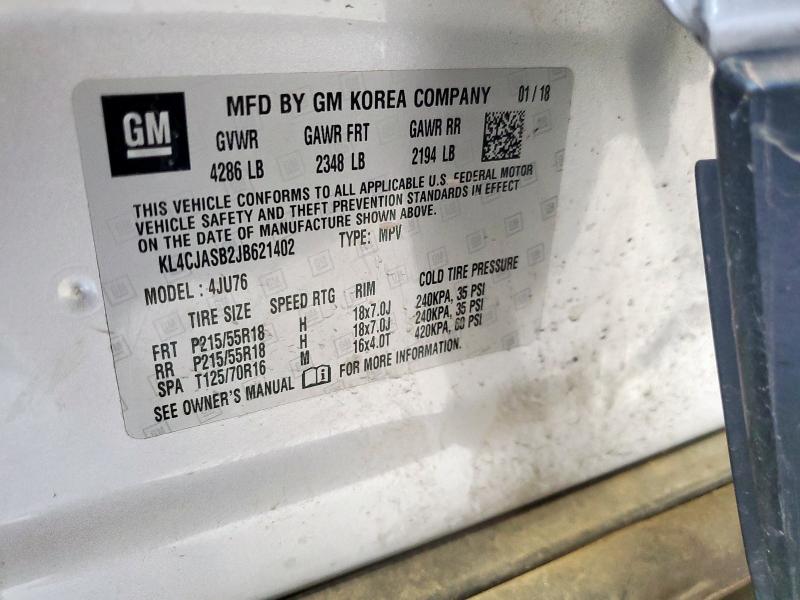 GM
MFD BY GM KOREA COMPANY 01 / 18
GVWR GAWR FRT GAWR RR
4286 LB 2348 LB 2194 LB
THIS VEHICLE CONFORMS TO ALL APPLICABLE U.S. FEDERAL MOTOR
VEHICLE SAFETY AND THEFT PREVENTION STANDARDS IN EFFECT
ON THE DATE OF MANUFACTURE SHOWN ABOVE.
KL4CJASB2JB621402 TYPE: MPV
MODEL : 4JU76
TIRE SIZE SPEED RTG RIM COLD TIRE PRESSURE
FRT P215/55R18 H 18x7.0J 240KPA, 35 PSI
RR P215/55R18 H 18x7.0J 240KPA, 35 PSI
SPA T125/70R16 M 16x4.0T 420KPA, 60 PSI
SEE OWNER'S MANUAL FOR MORE INFORMATION.